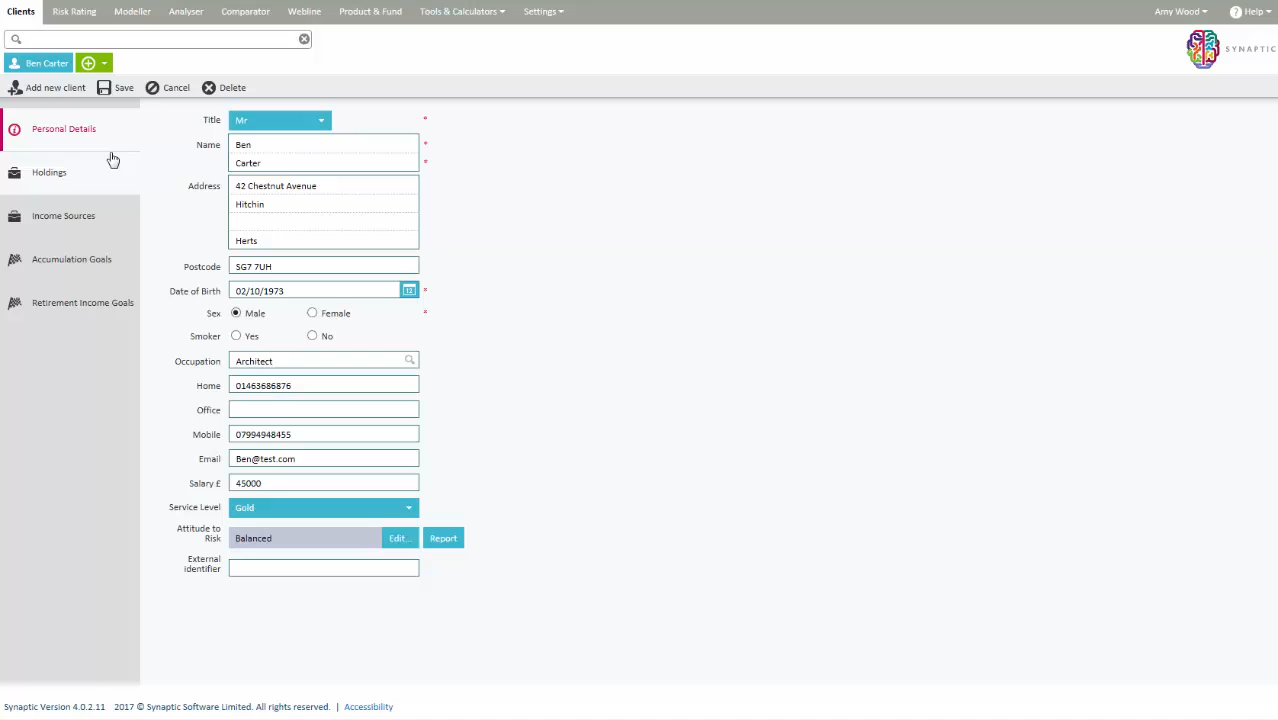 Clients Risk Rating Modeller Analyser Comparator Webline Product & Fund Tools & Calculators Settings Amy Wood ? Help
Ben Carter
SYNAPTIC
Add new client Save Cancel Delete
Personal Details
Holdings
Income Sources
Accumulation Goals
Retirement Income Goals
Title Mr *
Name Ben *
Carter *
Address 42 Chestnut Avenue
Hitchin
Herts
Postcode SG7 7UH
Date of Birth 02/10/1973 12 *
Sex Male Female *
Smoker Yes No
Occupation Architect
Home 01463686876
Office
Mobile 07994948455
Email Ben@test.com
Salary £ 45000
Service Level Gold
Attitude to Risk Balanced Edit... Report
External identifier
Synaptic Version 4.0.2.11 2017 © Synaptic Software Limited. All rights reserved. | Accessibility